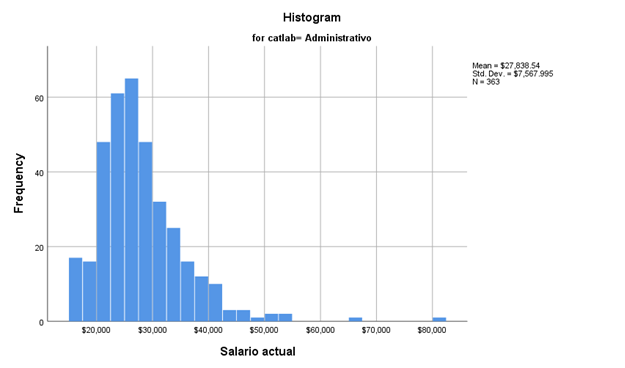 Histogram
for catlab= Administrativo
Mean = $27,838.54
Std. Dev. = $7,567.995
N = 363
60
40
20
0
Frequency
$20,000 $30,000 $40,000 $50,000 $60,000 $70,000 $80,000
Salario actual